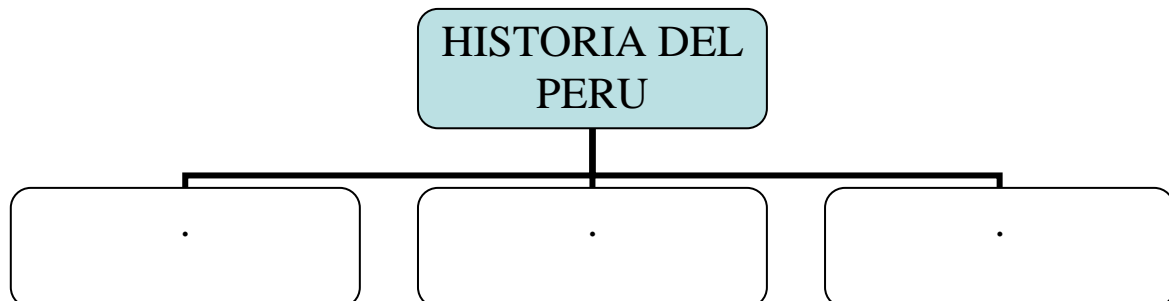 HISTORIA DEL
PERU
. . .